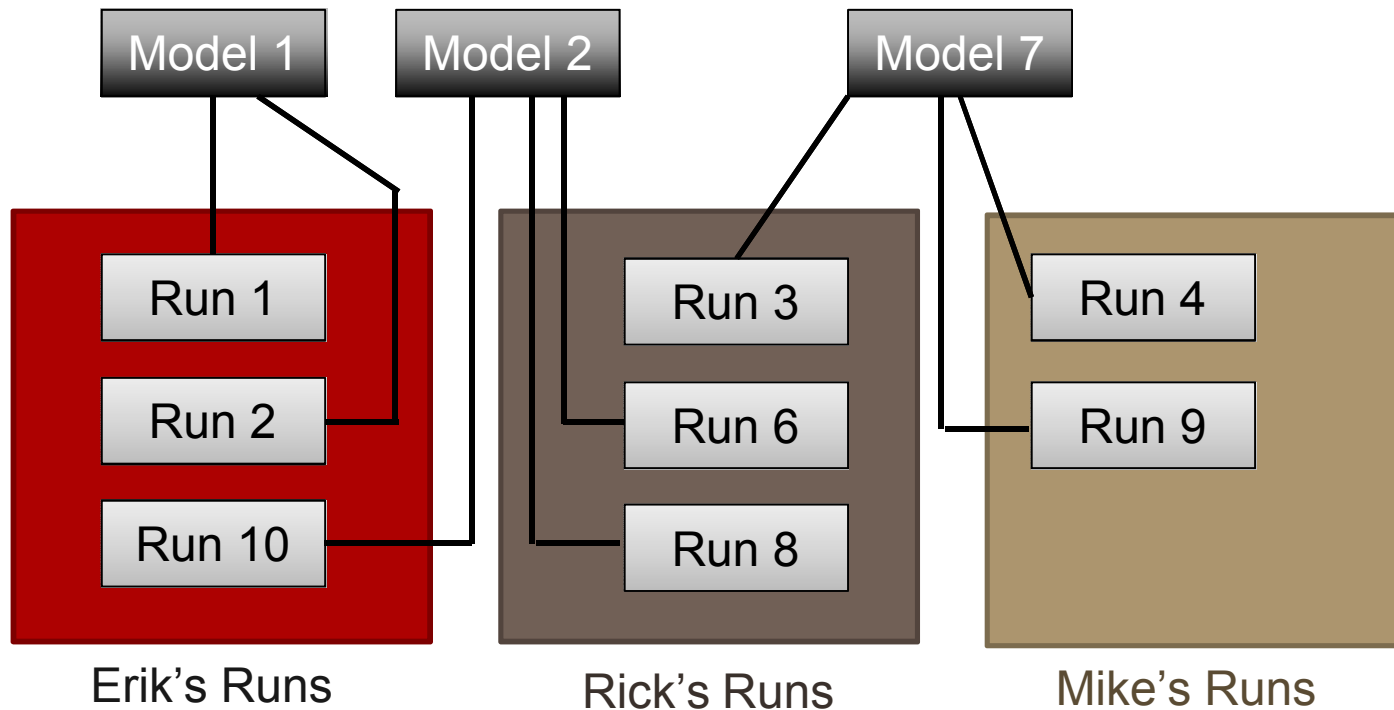 Model 1
Model 2
Model 7
Run 1
Run 2
Run 10
Run 3
Run 6
Run 8
Run 4
Run 9
Erik’s Runs
Rick’s Runs
Mike’s Runs